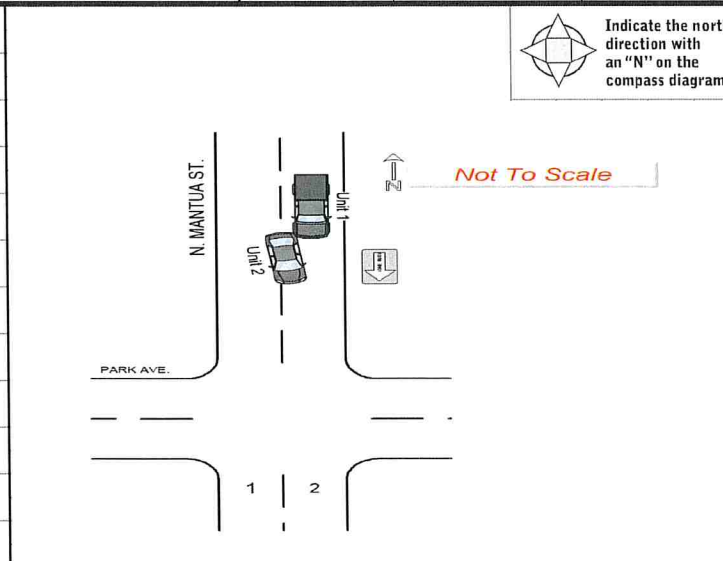 Indicate the nort
direction with
an "N" on the
compass diagram
N
Not To Scale
N. MANTUA ST.
Unit 1
Unit 2
PARK AVE.
1
2